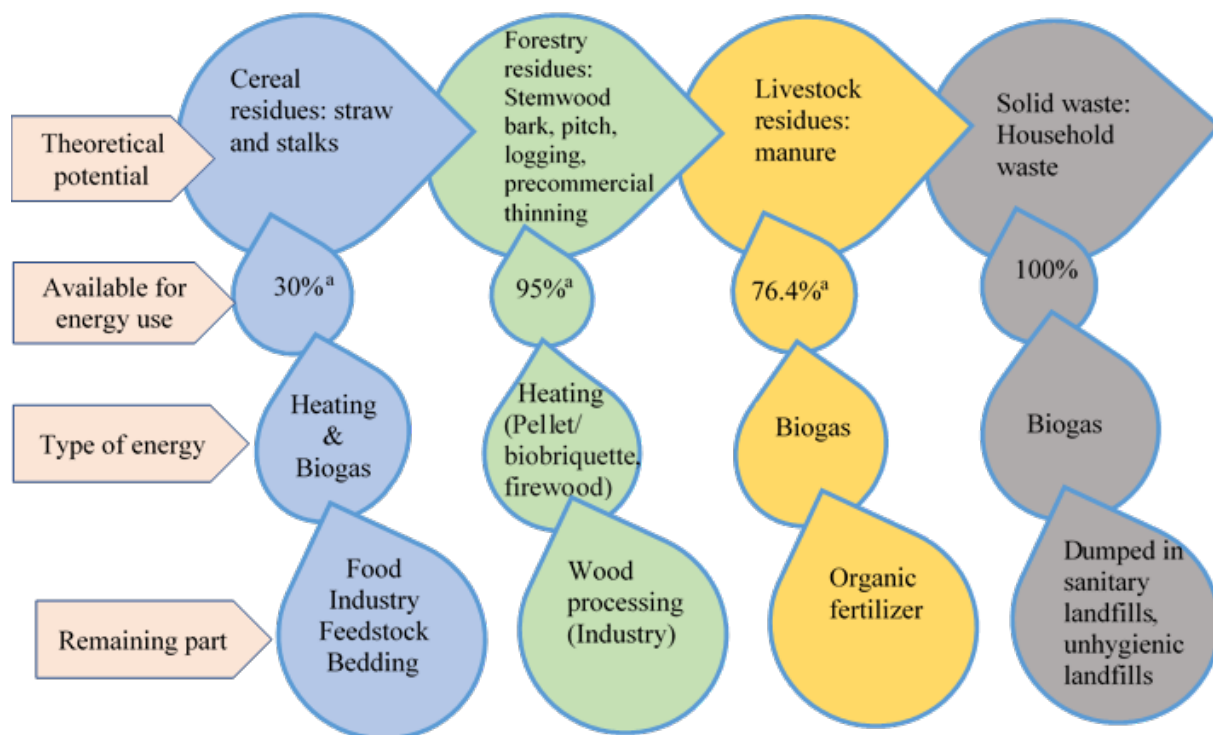 Theoretical
potential
Cereal
residues: straw
and stalks
Forestry
residues:
Stemwood
bark, pitch,
logging,
precommercial
thinning
Livestock
residues:
manure
Solid waste:
Household
waste
Available for
energy use
30%ᵃ
95%ᵃ
76.4%ᵃ
100%
Type of energy
Heating
&
Biogas
Heating
(Pellet/
biobriquette,
firewood)
Biogas
Biogas
Remaining part
Food
Industry
Feedstock
Bedding
Wood
processing
(Industry)
Organic
fertilizer
Dumped in
sanitary
landfills,
unhygienic
landfills